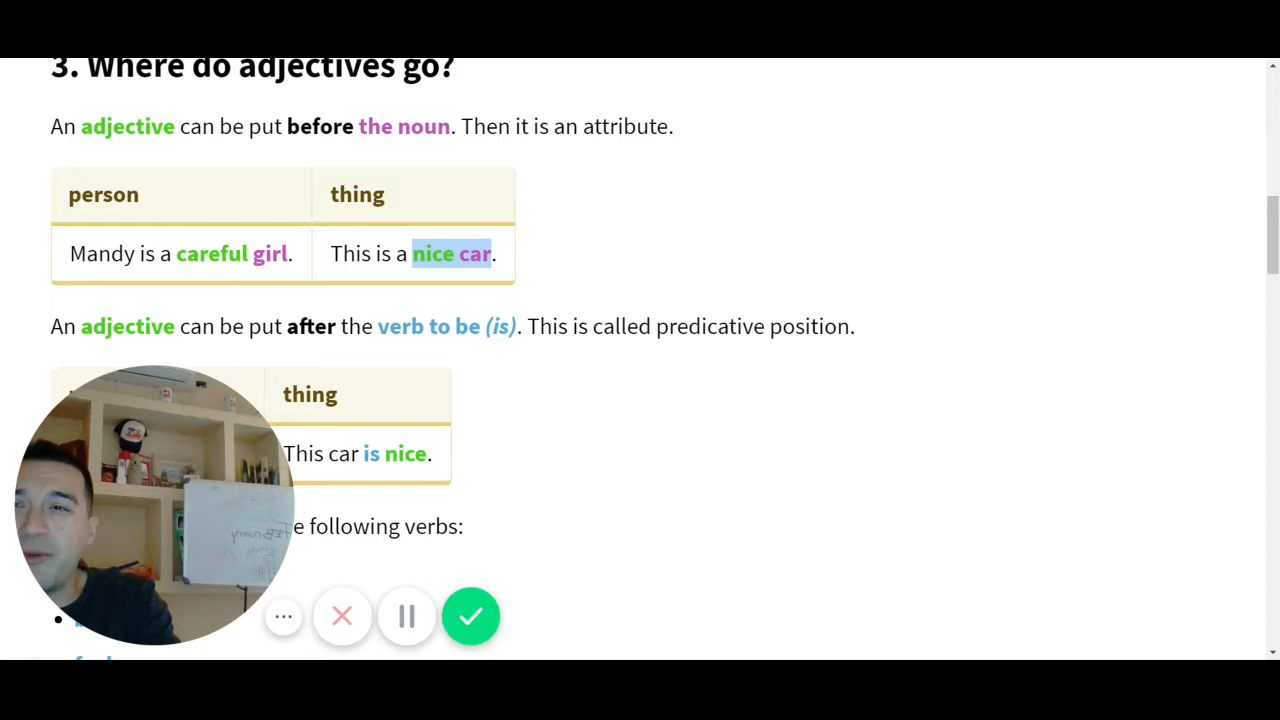 3. Where do adjectives go?
An adjective can be put before the noun. Then it is an attribute.
person thing
Mandy is a careful girl. This is a nice car.
An adjective can be put after the verb to be (is). This is called predicative position.
thing
This car is nice.
e following verbs: